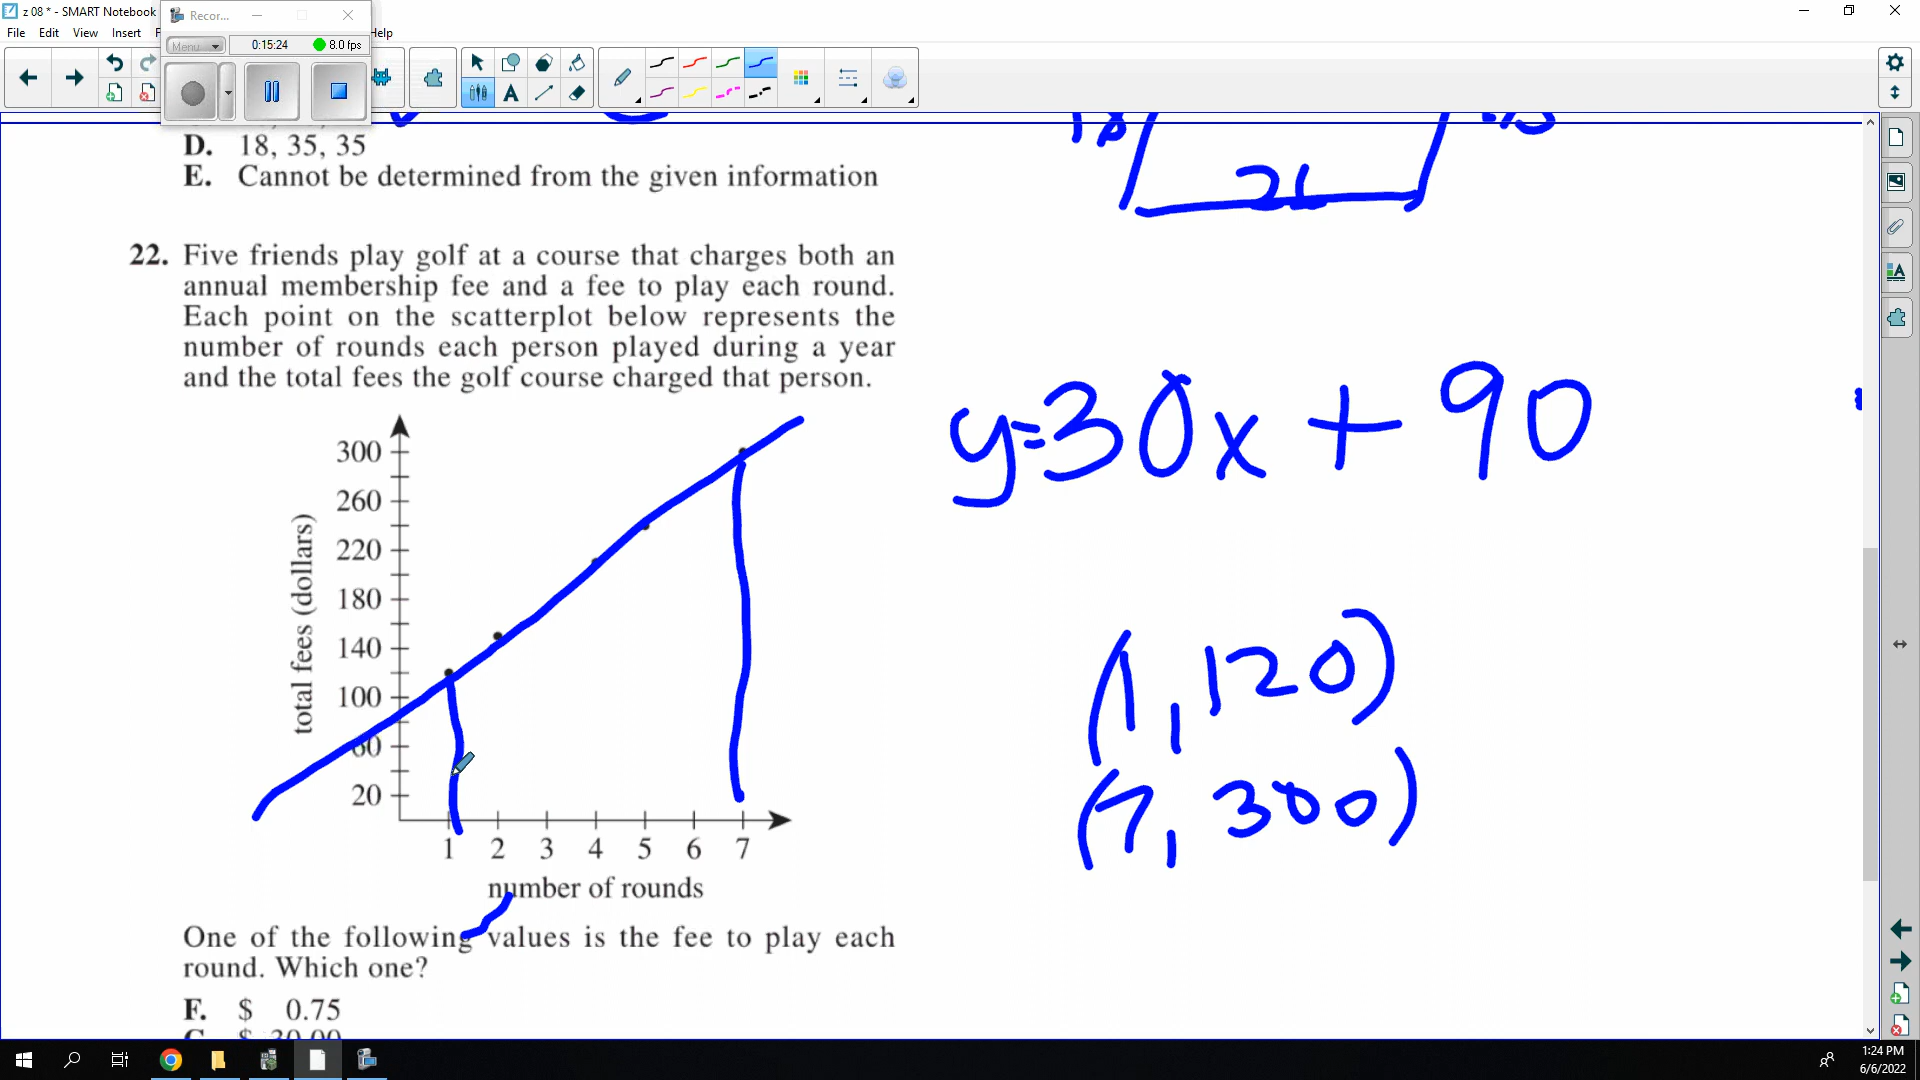 z 08 * - SMART Notebook
Recor...
File Edit View Insert
elp
Menu
0:15:24
8.0 fps
D. 18, 35, 35
E. Cannot be determined from the given information
18
26
22. Five friends play golf at a course that charges both an
annual membership fee and a fee to play each round.
Each point on the scatterplot below represents the
number of rounds each person played during a year
and the total fees the golf course charged that person.
y=30x + 90
total fees (dollars)
300
260
220
180
140
100
60
20
1 2 3 4 5 6 7
number of rounds
(1, 120)
(7, 300)
One of the following values is the fee to play each
round. Which one?
F. $ 0.75
G. $ 30.00
1:24 PM
6/6/2022